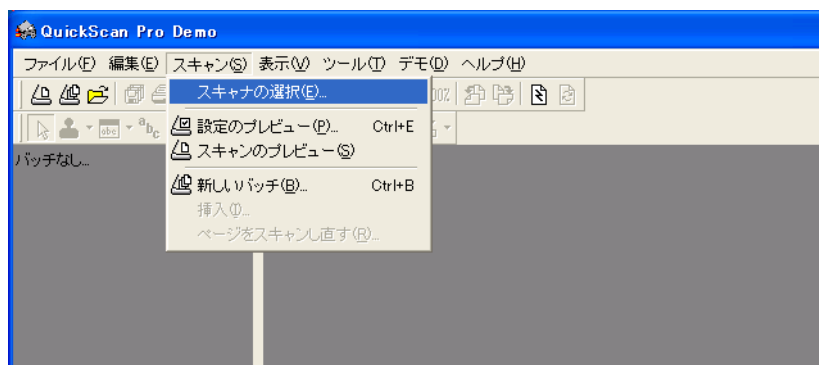 QuickScan Pro Demo
ファイル(F) 編集(E) スキャン(S) 表示(V) ツール(T) デモ(D) ヘルプ(H)
スキャナの選択(E)...
設定のプレビュー(P)... Ctrl+E
スキャンのプレビュー(S)
新しいバッチ(B)... Ctrl+B
挿入(I)...
ページをスキャンし直す(R)...
abc
a b c
バッチなし...